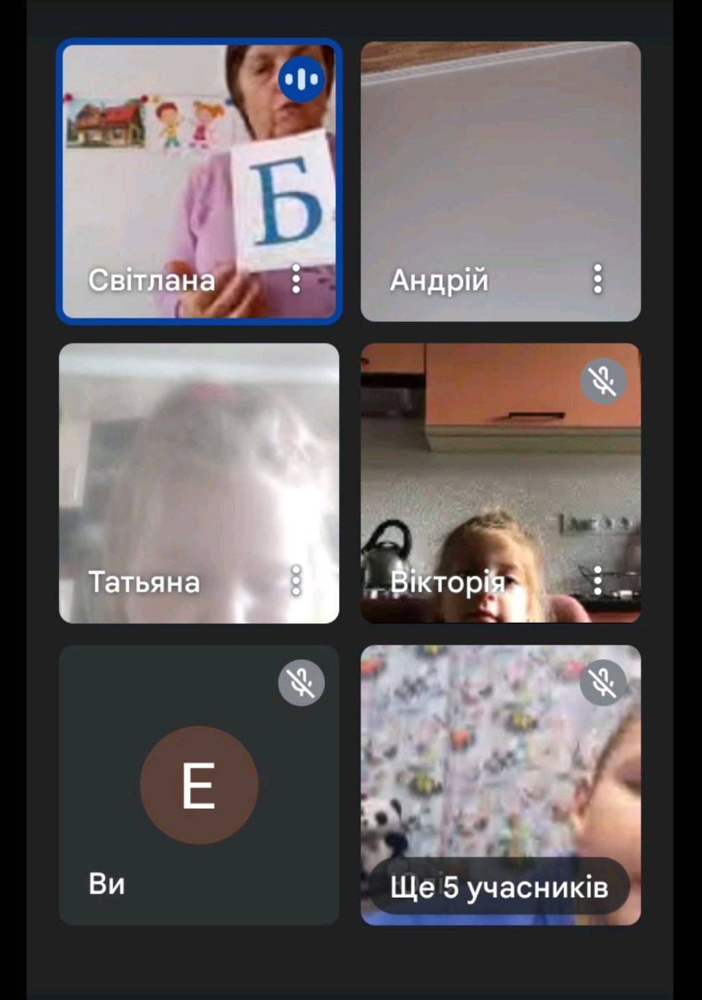 Б
Світлана
Андрій
Татьяна
Вікторія
E
Ви
Ще 5 учасників